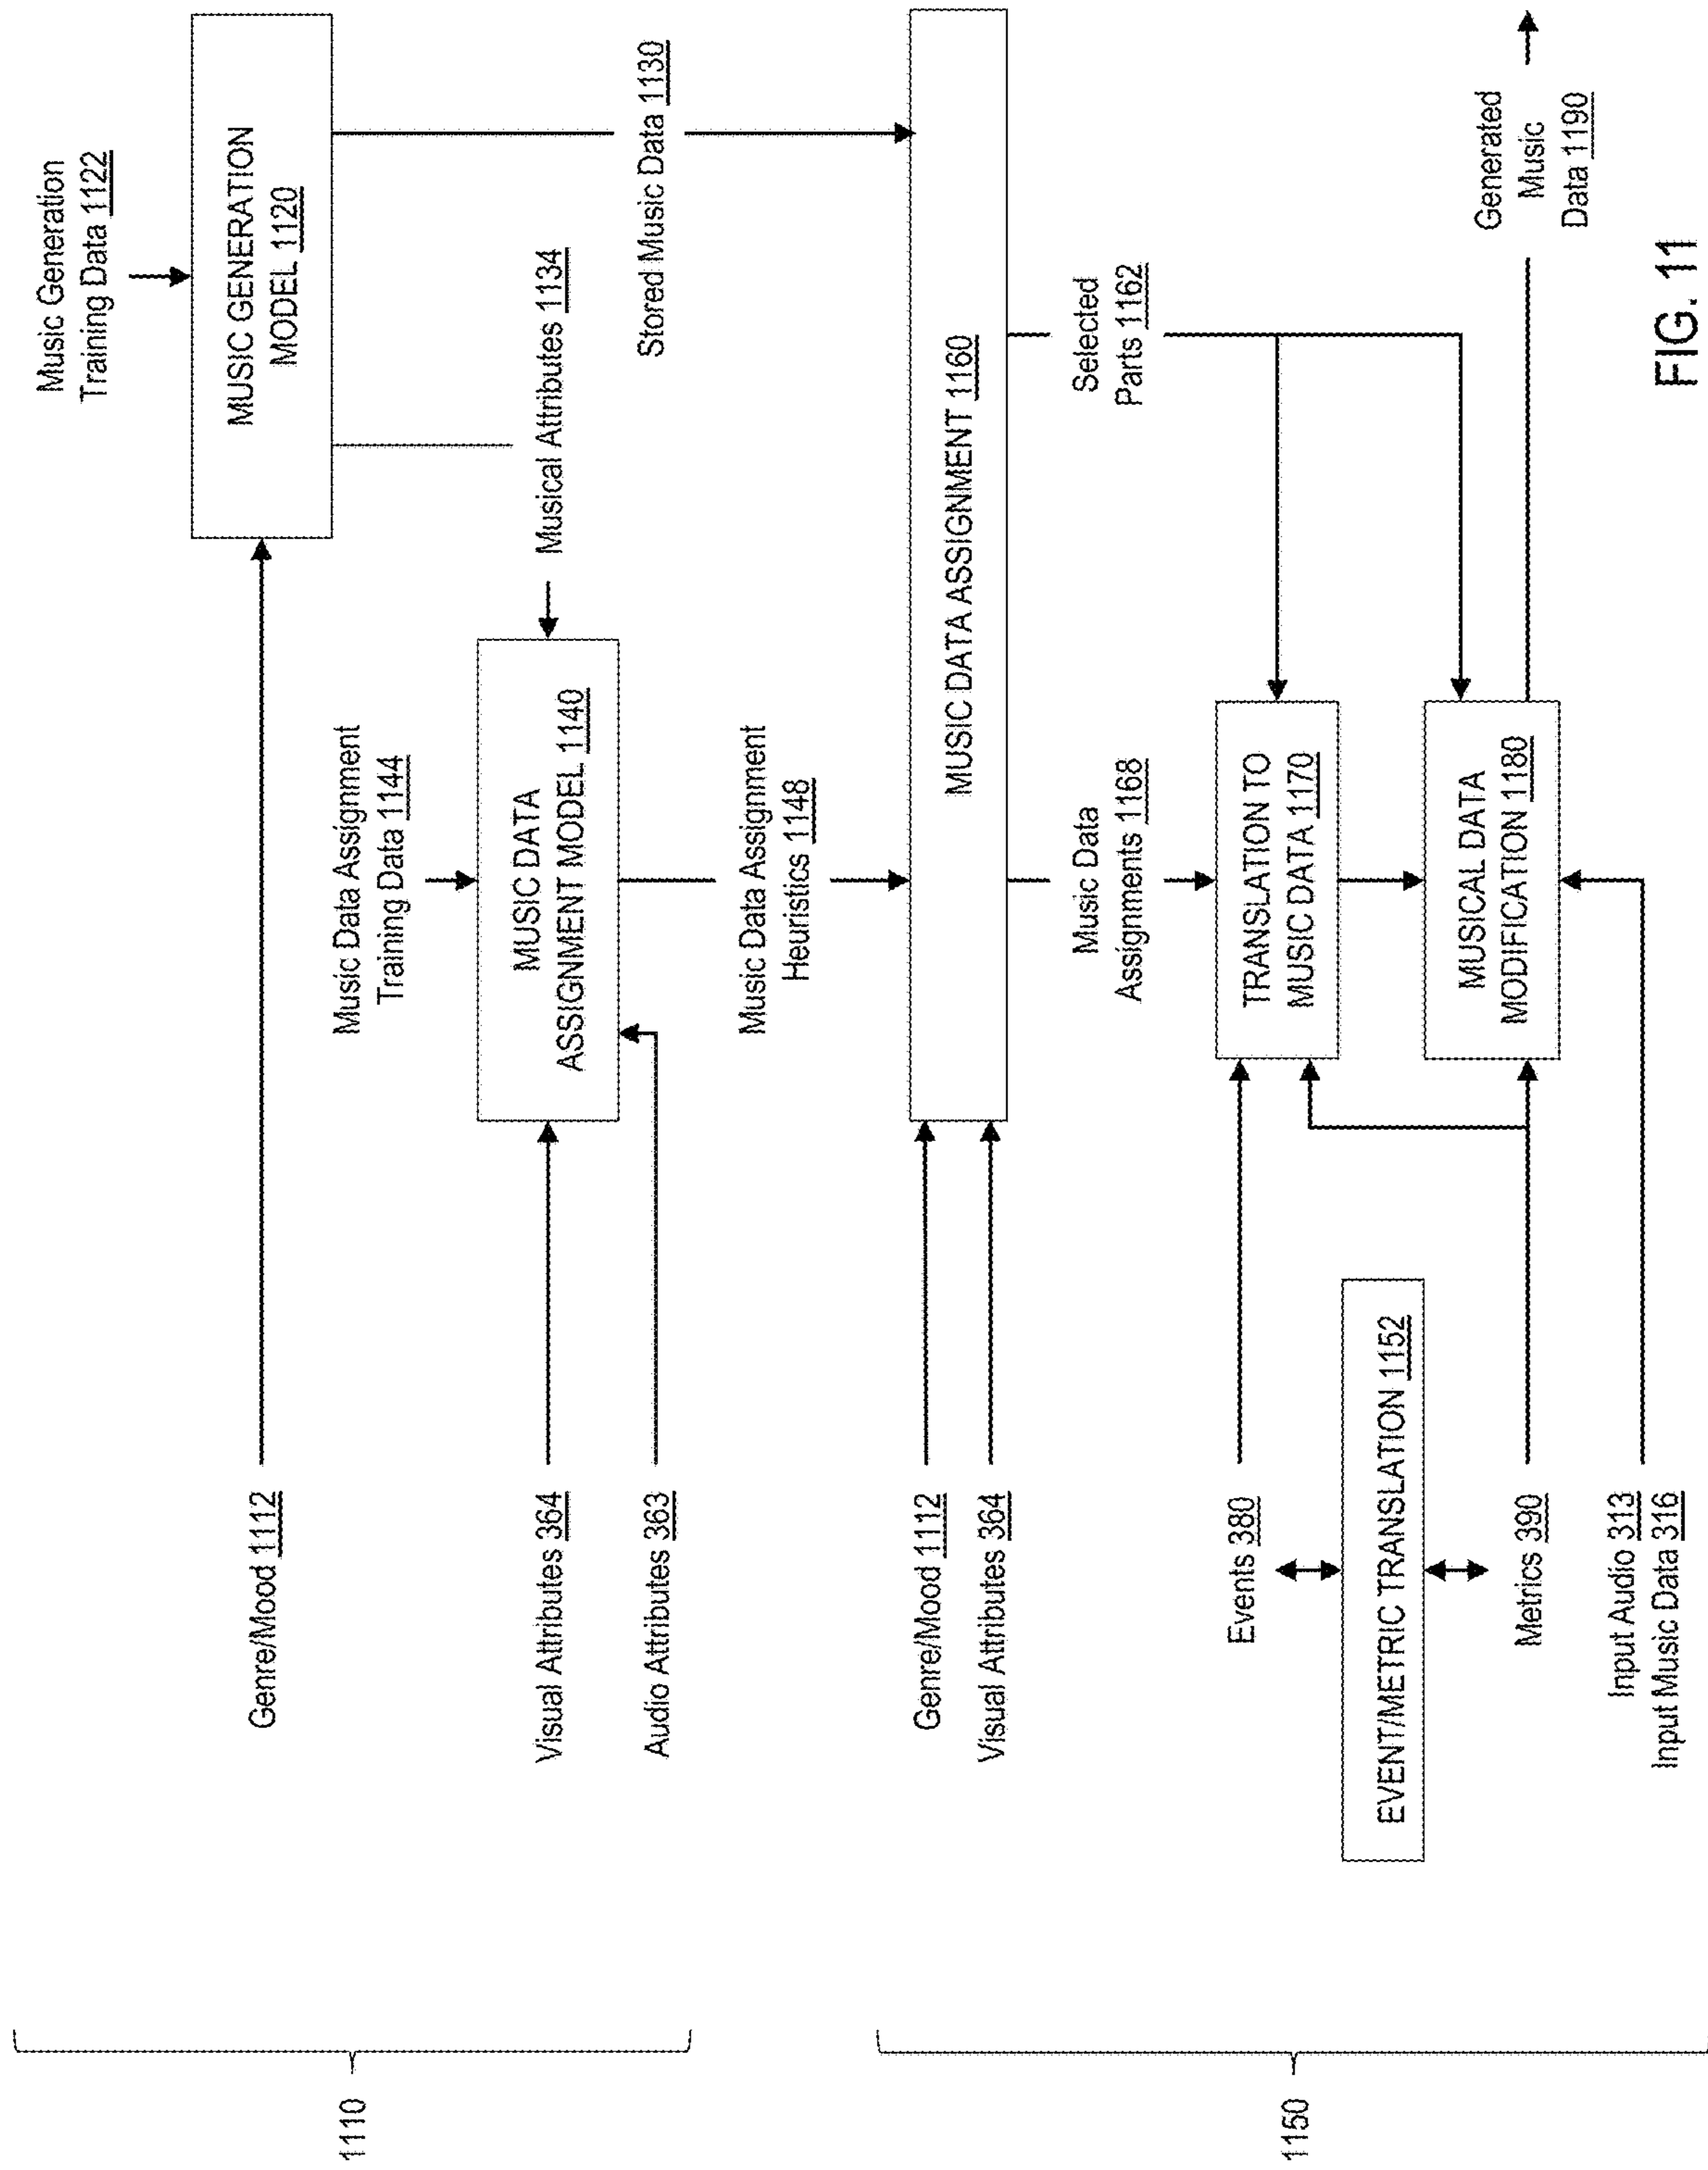 Music Generation
Training Data 1122
MUSIC GENERATION
MODEL 1120
Genre/Mood 1112
Musical Attributes 1134
Stored Music Data 1130
Music Data Assignment
Training Data 1144
MUSIC DATA
ASSIGNMENT MODEL 1140
Visual Attributes 364
Audio Attributes 363
Music Data Assignment
Heuristics 1148
1110
Genre/Mood 1112
Visual Attributes 364
MUSIC DATA ASSIGNMENT 1160
Music Data
Assignments 1168
Selected
Parts 1162
Events 380
TRANSLATION TO
MUSIC DATA 1170
EVENT/METRIC TRANSLATION 1152
Metrics 390
MUSICAL DATA
MODIFICATION 1180
Generated
Music
Data 1190
Input Audio 313
Input Music Data 316
1150
FIG. 11